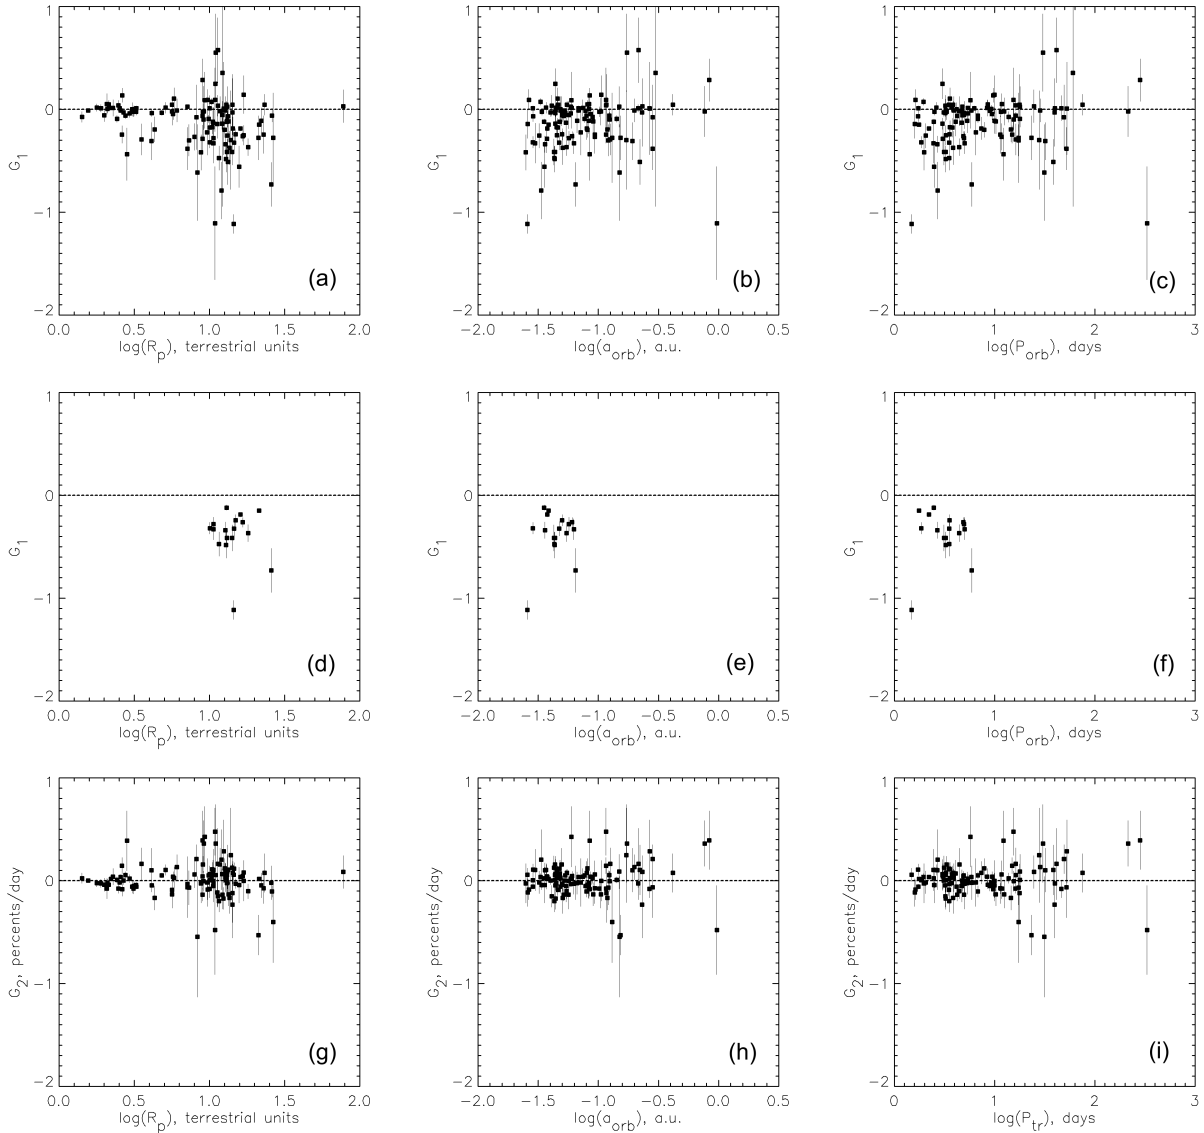 1
0
−1
−2
G1
0.0 0.5 1.0 1.5 2.0
log(Rp), terrestrial units
(a)
1
0
−1
−2
G1
−2.0 −1.5 −1.0 −0.5 0.0 0.5
log(aorb), a.u.
(b)
1
0
−1
−2
G1
0 1 2 3
log(Porb), days
(c)
1
0
−1
−2
G1
0.0 0.5 1.0 1.5 2.0
log(Rp), terrestrial units
(d)
1
0
−1
−2
G1
−2.0 −1.5 −1.0 −0.5 0.0 0.5
log(aorb), a.u.
(e)
1
0
−1
−2
G1
0 1 2 3
log(Porb), days
(f)
1
0
−1
−2
G2, percents/day
0.0 0.5 1.0 1.5 2.0
log(Rp), terrestrial units
(g)
1
0
−1
−2
G2, percents/day
−2.0 −1.5 −1.0 −0.5 0.0 0.5
log(aorb), a.u.
(h)
1
0
−1
−2
G2, percents/day
0 1 2 3
log(Ptr), days
(i)